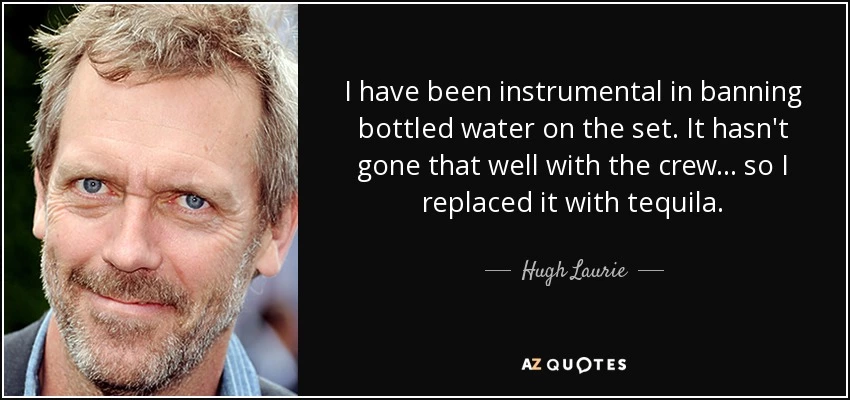 I have been instrumental in banning
bottled water on the set. It hasn't
gone that well with the crew... so I
replaced it with tequila.
Hugh Laurie
AZ QUOTES